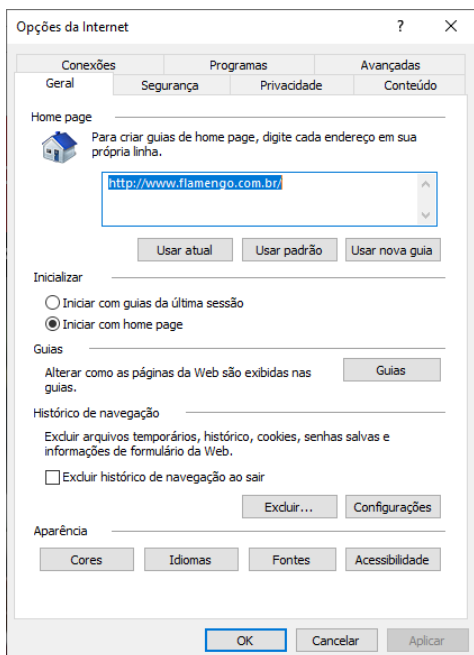 Opções da Internet ? X
Conexões Programas Avançadas
Geral Segurança Privacidade Conteúdo
Home page
Para criar guias de home page, digite cada endereço em sua
própria linha.
http://www.flamengo.com.br/
Usar atual Usar padrão Usar nova guia
Inicializar
Iniciar com guias da última sessão
Iniciar com home page
Guias
Alterar como as páginas da Web são exibidas nas
guias.
Guias
Histórico de navegação
Excluir arquivos temporários, histórico, cookies, senhas salvas e
informações de formulário da Web.
Excluir histórico de navegação ao sair
Excluir... Configurações
Aparência
Cores Idiomas Fontes Acessibilidade
OK Cancelar Aplicar